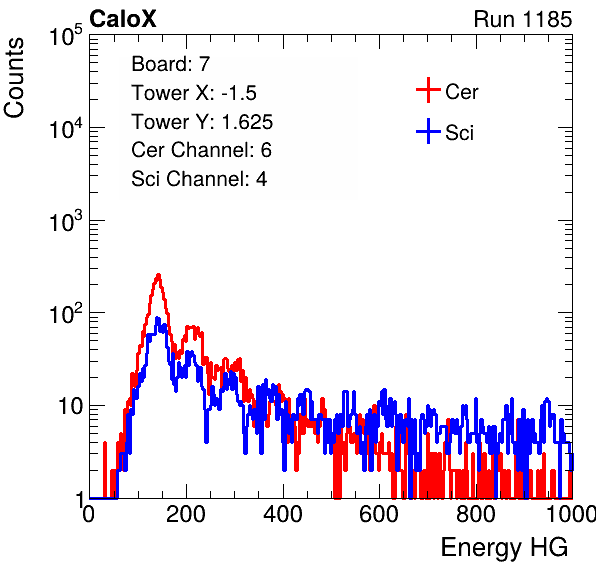 CaloX Run 1185
Counts
10^5
10^4
10^3
10^2
10
1
Board: 7
Tower X: -1.5
Tower Y: 1.625
Cer Channel: 6
Sci Channel: 4
Cer
Sci
0 200 400 600 800 1000
Energy HG